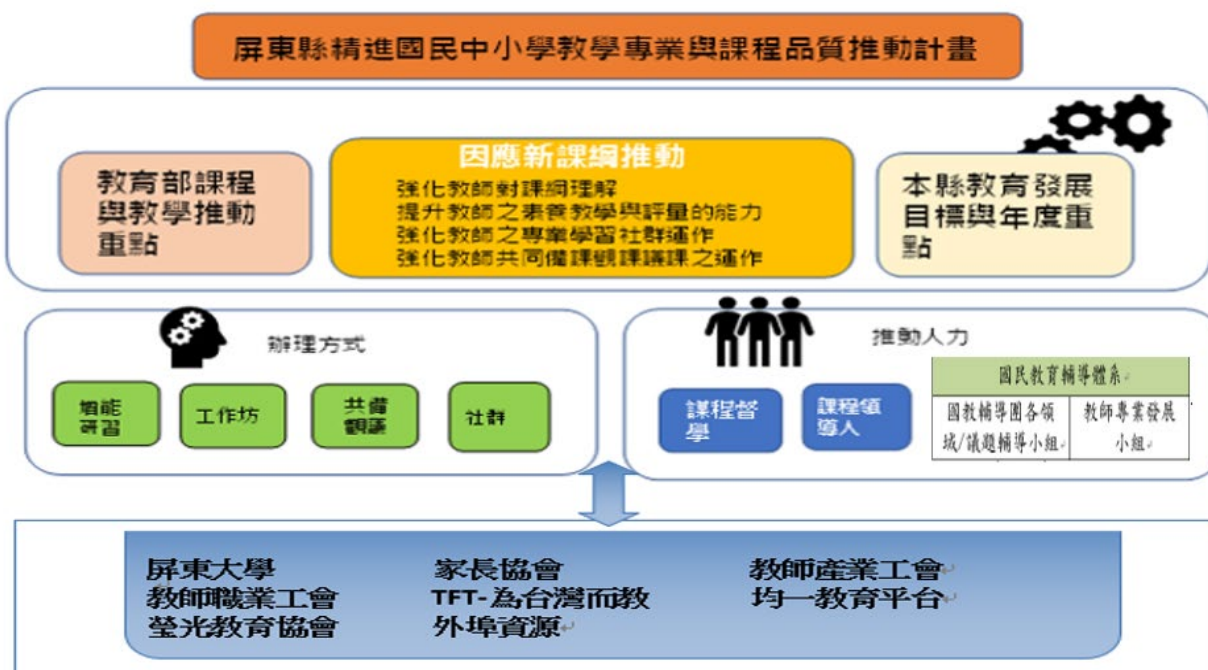 屏東縣精進國民中小學教學專業與課程品質推動計畫
教育部課程
與教學推動
重點
因應新課綱推動
強化教師對課綱理解
提升教師之素養教學與評量的能力
強化教師之專業學習社群運作
強化教師共同備課觀課議課之運作
本縣教育發展
目標與年度重
點
辦理方式
增能
研習
工作坊
共備
觀議
社群
推動人力
課程督
學
課程領
導人
國民教育輔導體系
國教輔導團各領
域/議題輔導小組
教師專業發展
小組
屏東大學
家長協會
教師產業工會
教師職業工會
TFT-為台灣而教
均一教育平台
瑩光教育協會
外埠資源